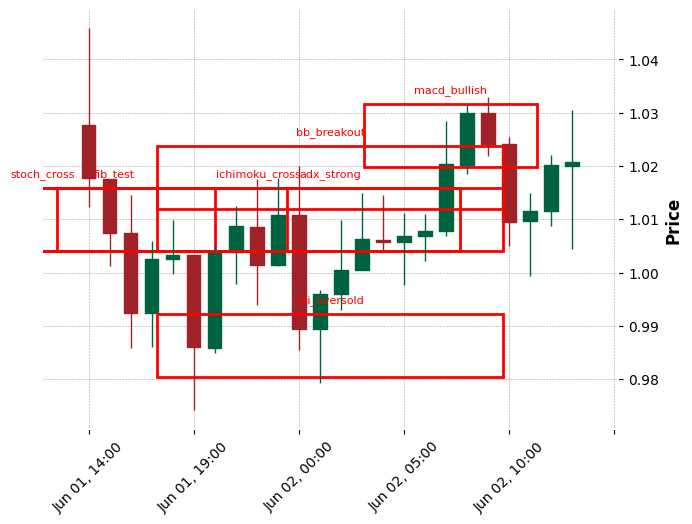 macd_bullish
bb_breakout
stoch_cross
fib_test
ichimoku_cross
adx_strong
1.04
1.03
1.02
1.01
1.00
0.99
0.98
Price
Jun 01, 14:00
Jun 01, 19:00
Jun 02, 00:00
Jun 02, 05:00
Jun 02, 10:00